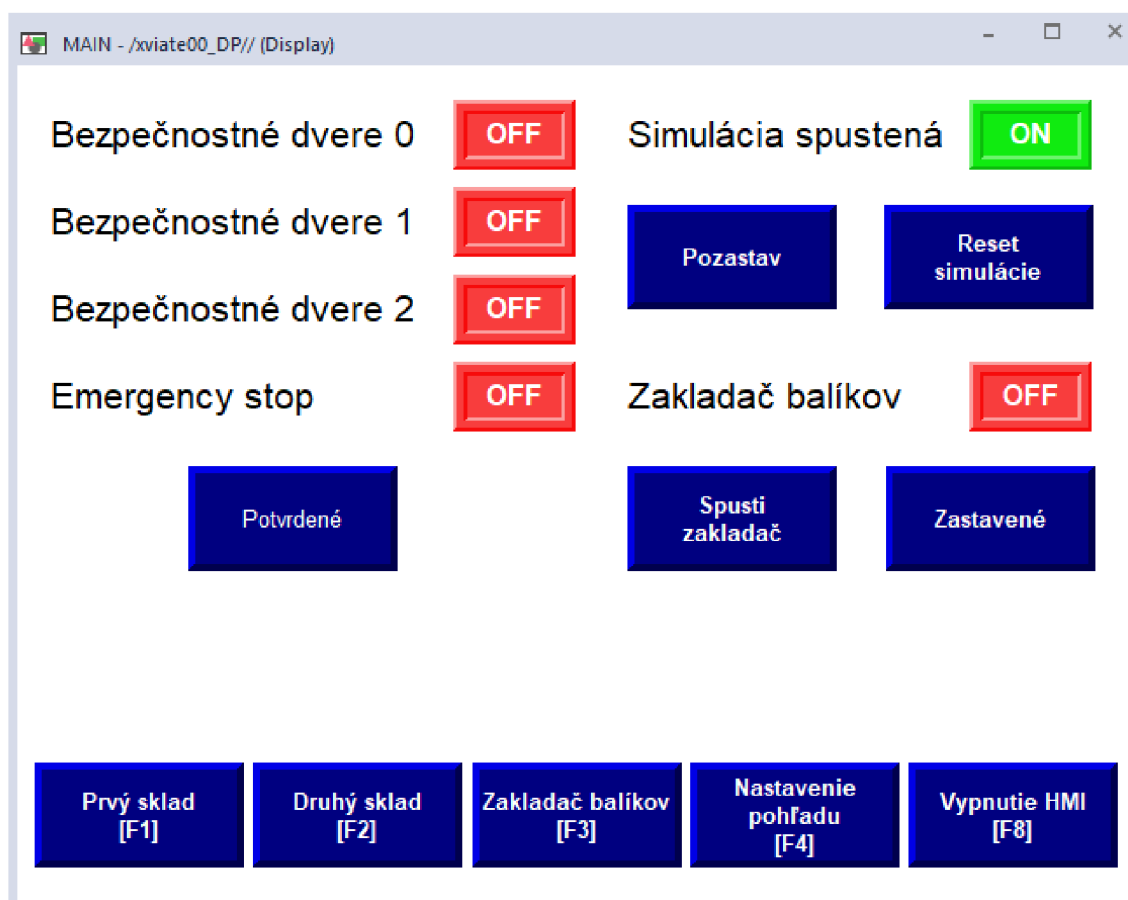 MAIN - /xviate00_DP// (Display)
Bezpečnostné dvere 0 OFF
Simulácia spustená ON
Bezpečnostné dvere 1 OFF
Pozastav
Reset
simulácie
Bezpečnostné dvere 2 OFF
Emergency stop OFF
Zakladač balíkov OFF
Potvrdené
Spusti
zakladač
Zastavené
Prvý sklad
[F1]
Druhý sklad
[F2]
Zakladač balíkov
[F3]
Nastavenie
pohľadu
[F4]
Vypnutie HMI
[F8]